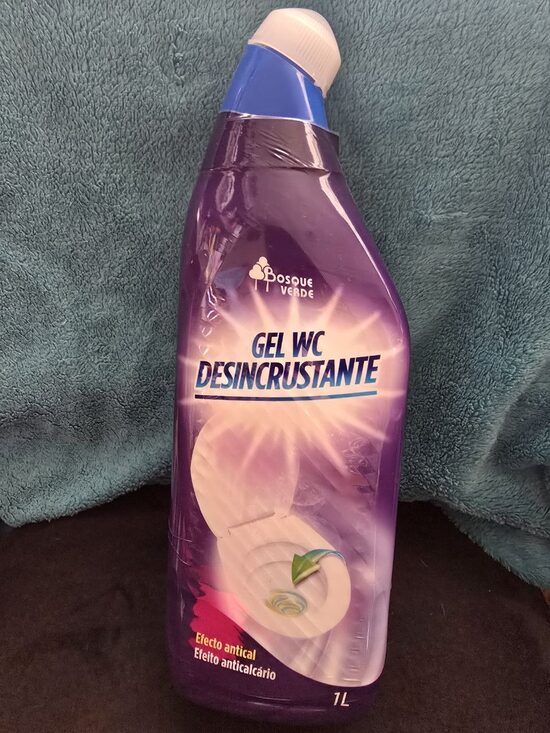 BOSQUE
VERDE
GEL WC
DESINCRUSTANTE
Efecto antical
Efeito anticalcário
1L